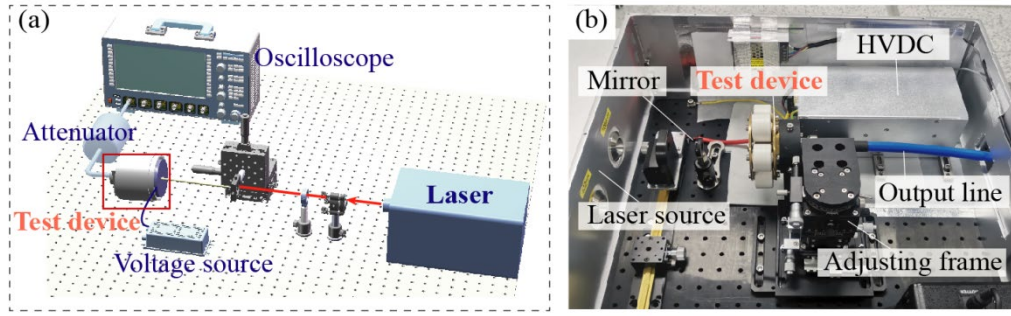 (a)
Oscilloscope
Attenuator
Laser
Test device
Voltage source
(b)
HVDC
Mirror
Test device
Output line
Laser source
Adjusting frame